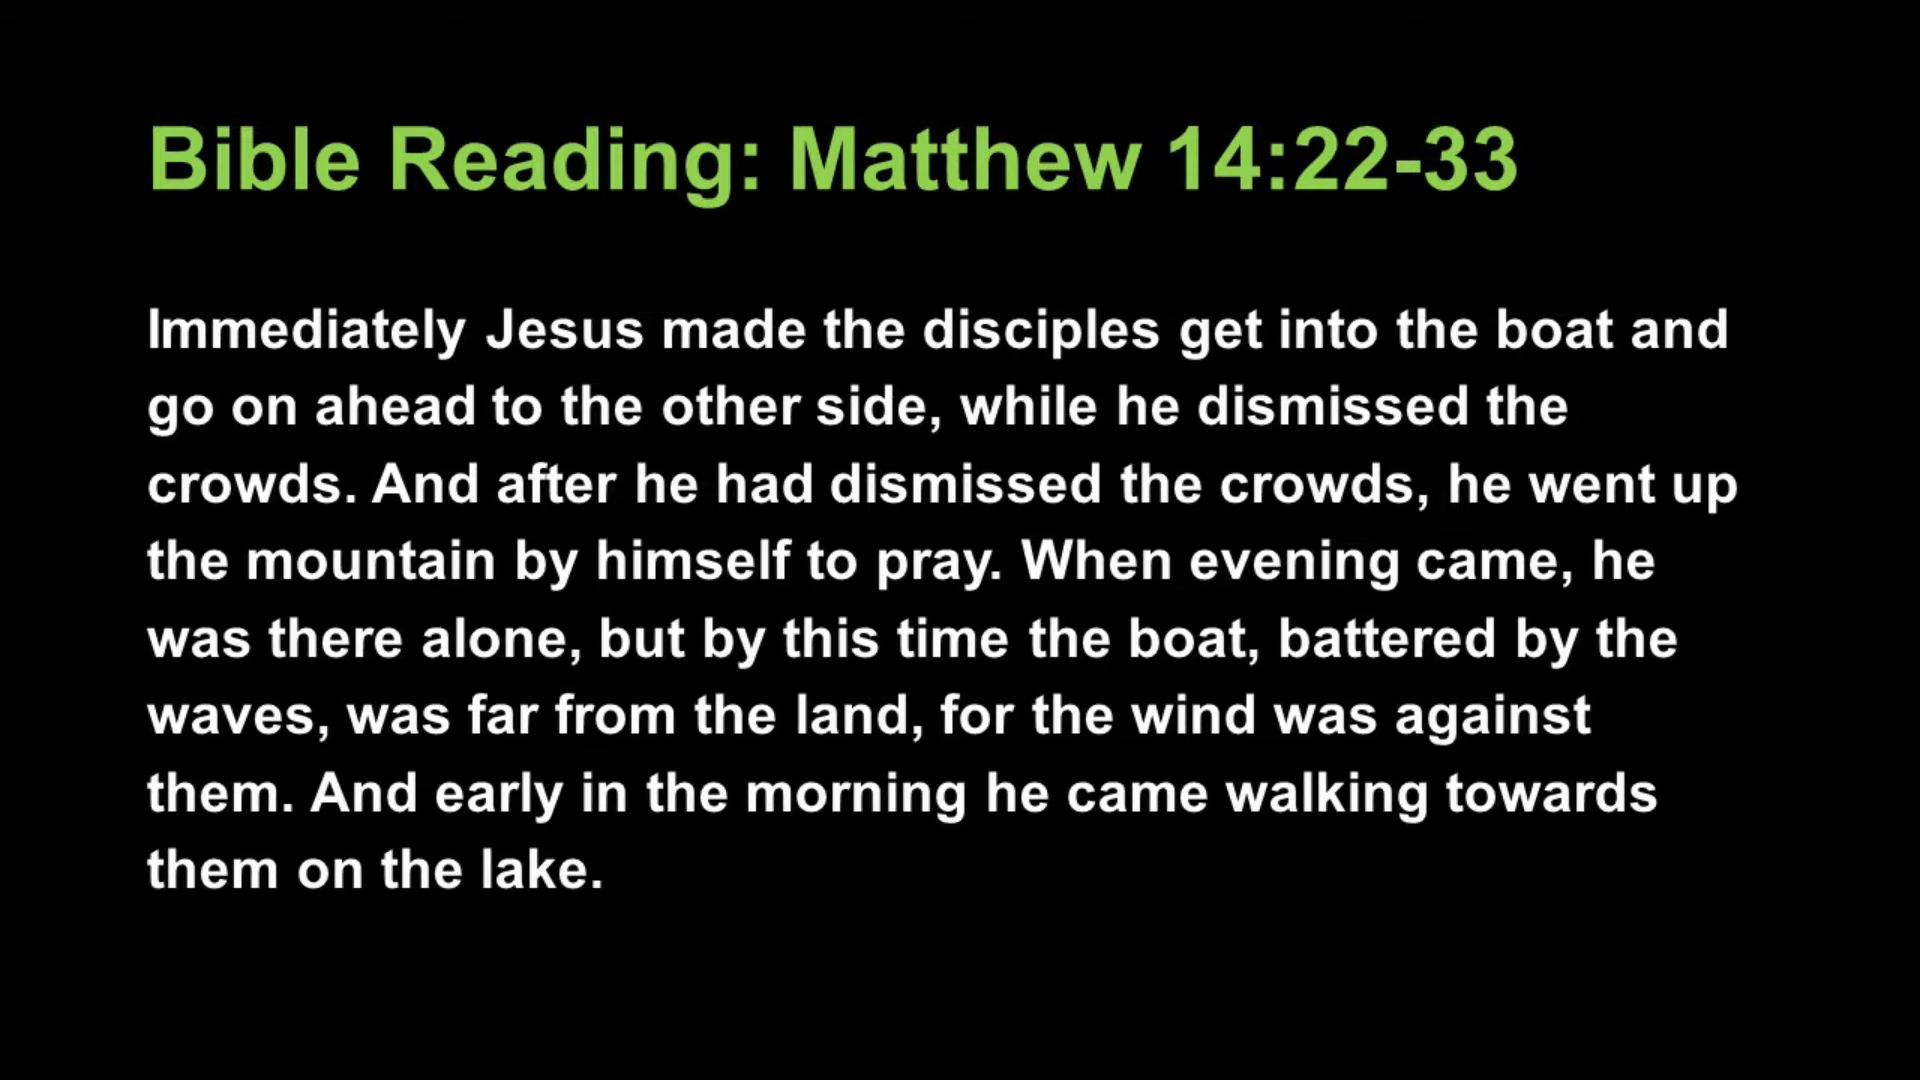 Bible Reading: Matthew 14:22-33
Immediately Jesus made the disciples get into the boat and
go on ahead to the other side, while he dismissed the
crowds. And after he had dismissed the crowds, he went up
the mountain by himself to pray. When evening came, he
was there alone, but by this time the boat, battered by the
waves, was far from the land, for the wind was against
them. And early in the morning he came walking towards
them on the lake.